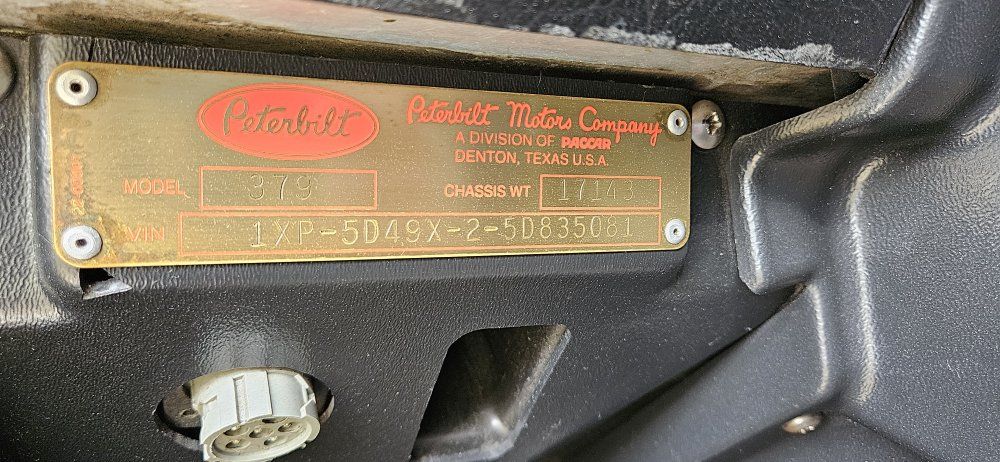 Peterbilt
Peterbilt Motors Company
A DIVISION OF PACCAR
DENTON, TEXAS U.S.A.
MODEL 379 CHASSIS WT 17143
VIN 1XP-5D49X-2-5D835081